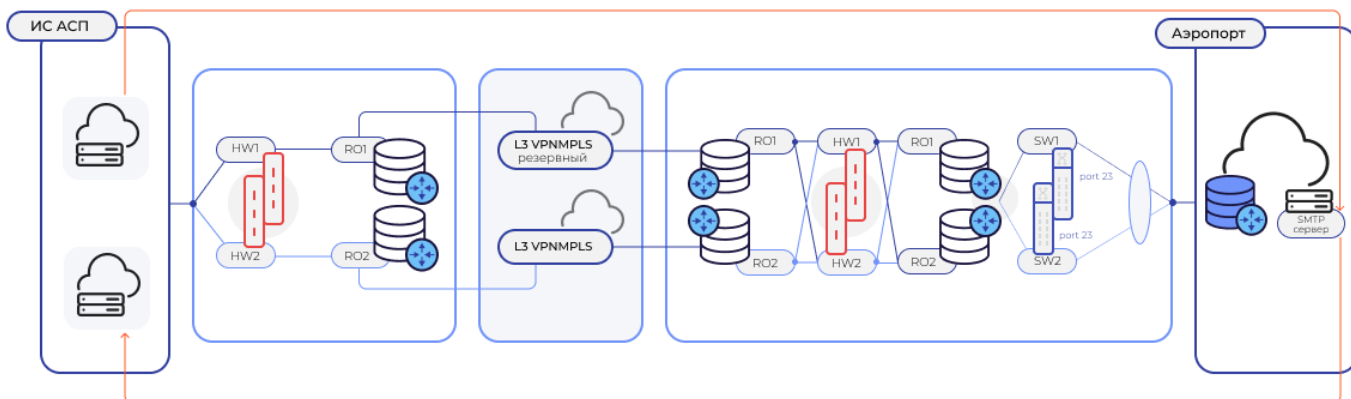 ИС АСП
Аэропорт
HW1
RO1
HW2
RO2
L3 VPNMPLS
резервный
L3 VPNMPLS
RO1
HW1
RO1
RO2
HW2
RO2
SW1
port 23
port 23
SW2
SMTP
сервер